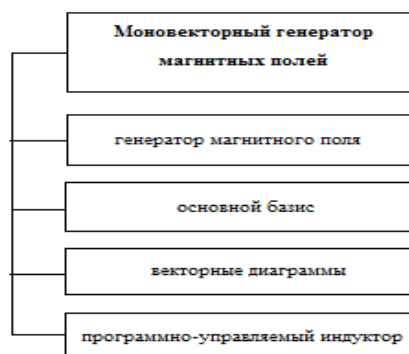 Моновекторный генератор
магнитных полей
генератор магнитного поля
основной базис
векторные диаграммы
программно-управляемый индуктор